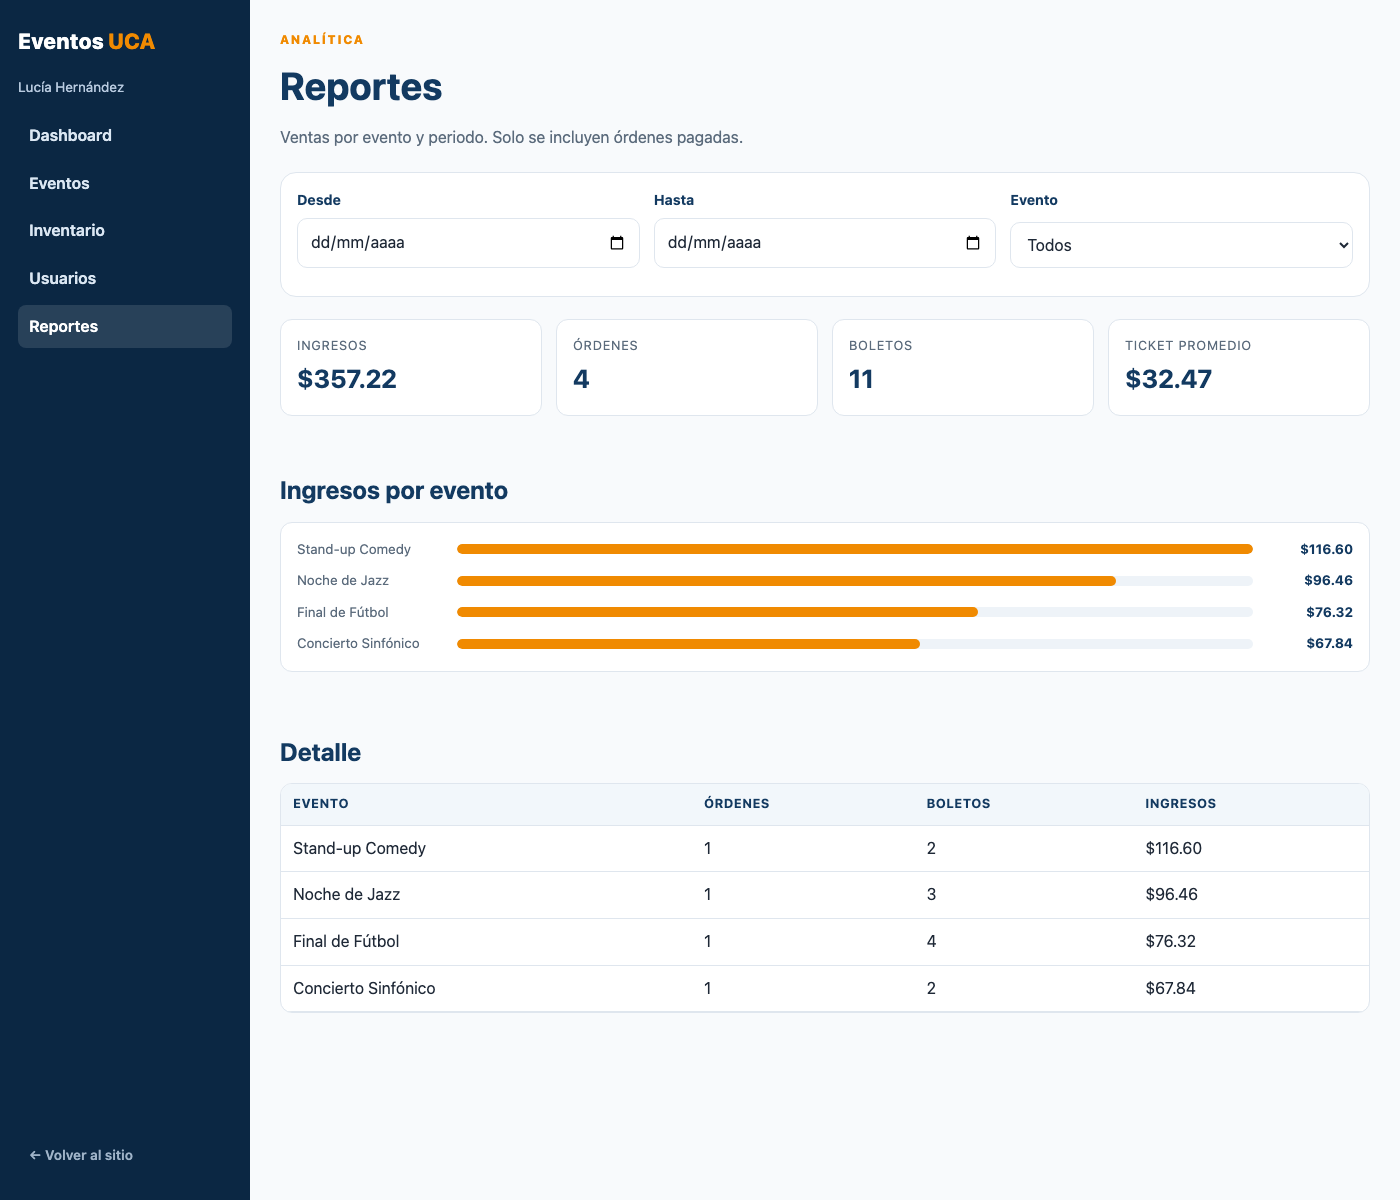 Eventos UCA
Lucía Hernández
Dashboard
Eventos
Inventario
Usuarios
Reportes
← Volver al sitio
ANALÍTICA
Reportes
Ventas por evento y periodo. Solo se incluyen órdenes pagadas.
Desde Hasta Evento
dd/mm/aaaa dd/mm/aaaa Todos
INGRESOS ÓRDENES BOLETOS TICKET PROMEDIO
$357.22 4 11 $32.47
Ingresos por evento
Stand-up Comedy $116.60
Noche de Jazz $96.46
Final de Fútbol $76.32
Concierto Sinfónico $67.84
Detalle
EVENTO ÓRDENES BOLETOS INGRESOS
Stand-up Comedy 1 2 $116.60
Noche de Jazz 1 3 $96.46
Final de Fútbol 1 4 $76.32
Concierto Sinfónico 1 2 $67.84